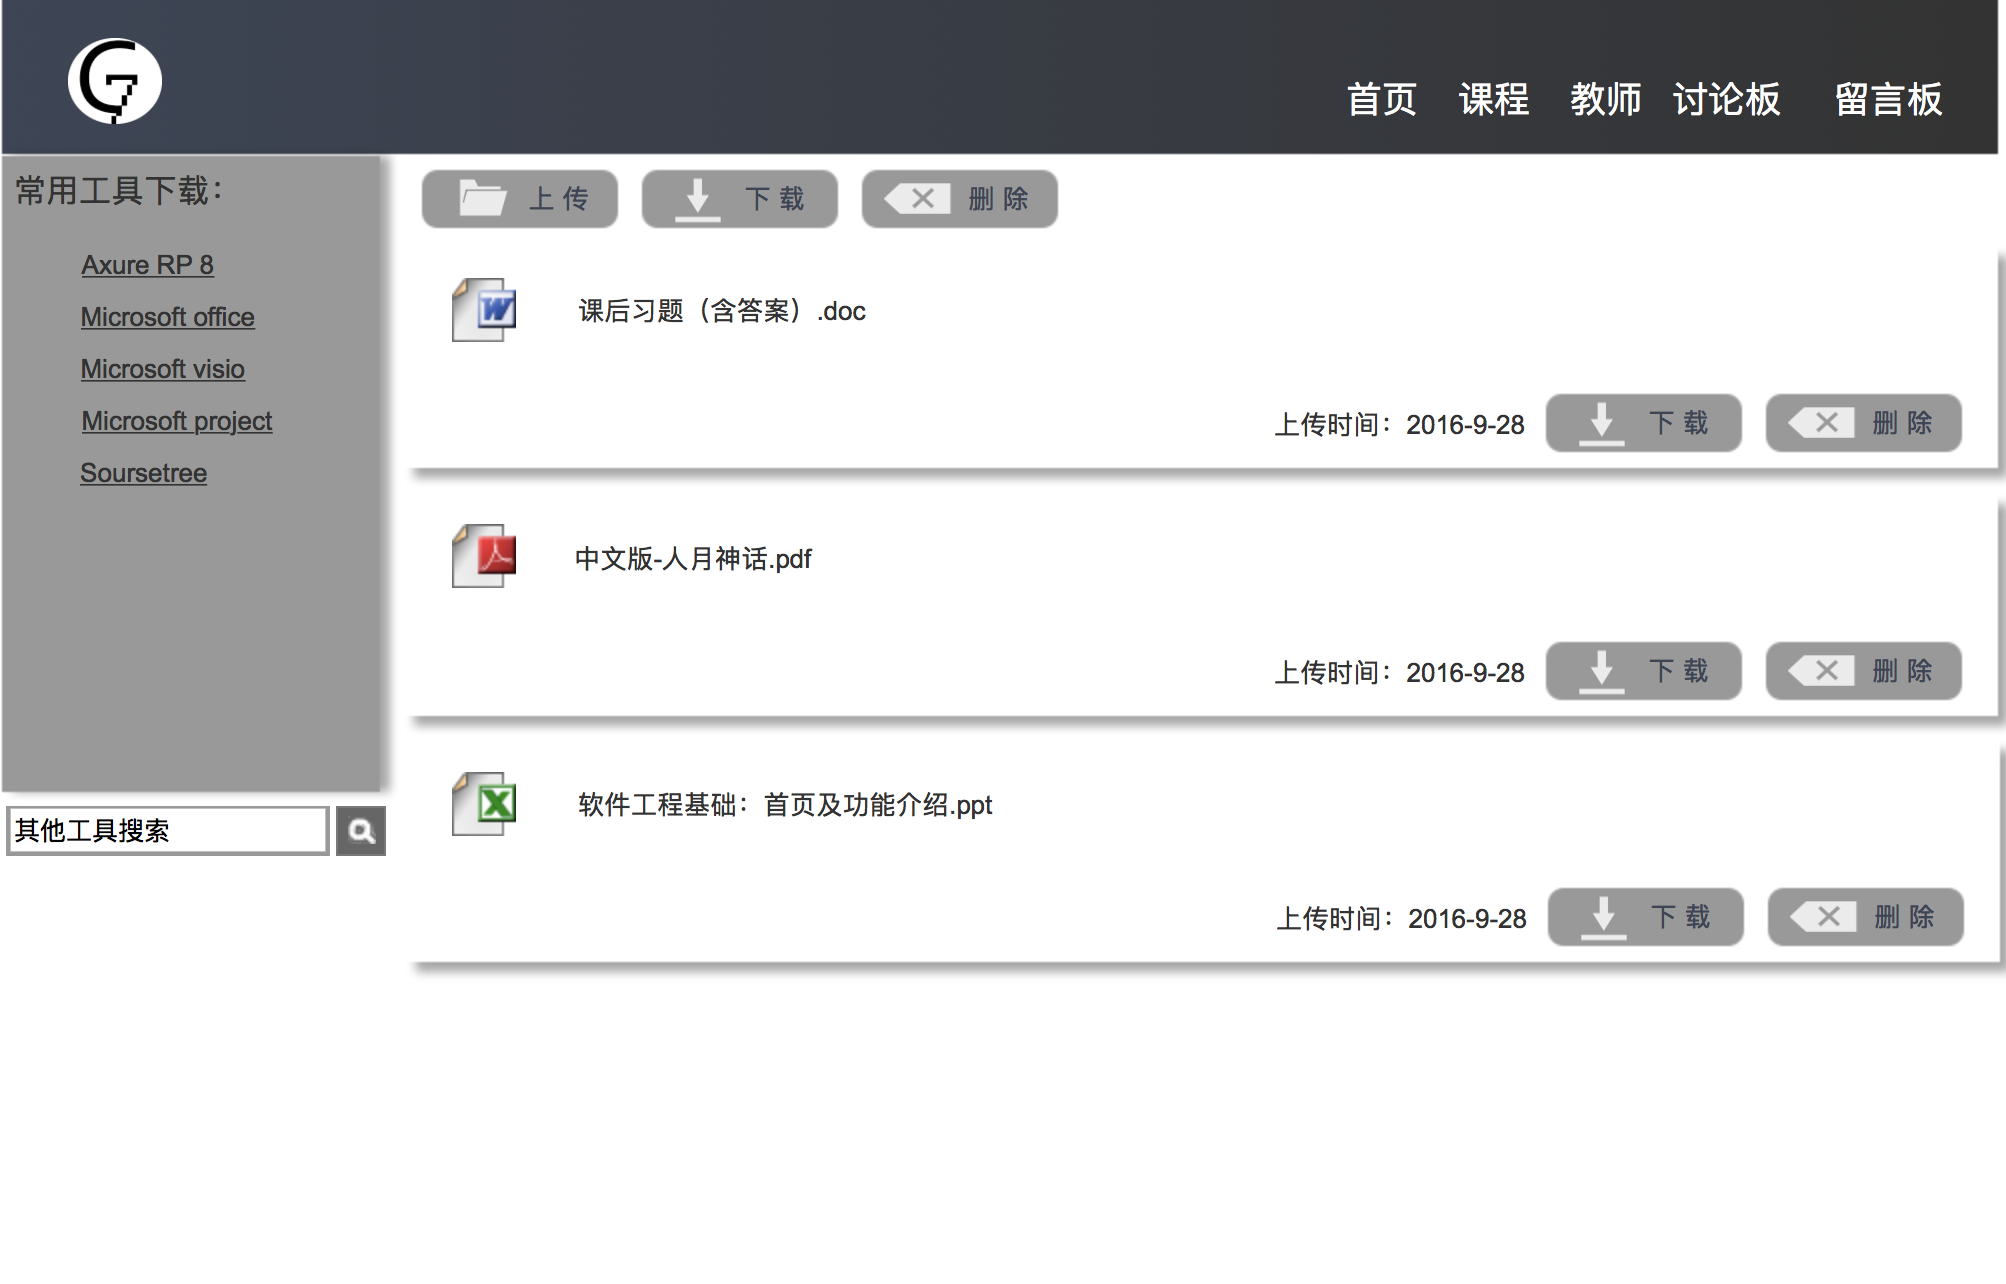 首页 课程 教师 讨论板 留言板
常用工具下载：
Axure RP 8
Microsoft office
Microsoft visio
Microsoft project
Soursetree
其他工具搜索
上传 下载 删除
课后习题（含答案）.doc
上传时间：2016-9-28 下载 删除
中文版-人月神话.pdf
上传时间：2016-9-28 下载 删除
软件工程基础：首页及功能介绍.ppt
上传时间：2016-9-28 下载 删除